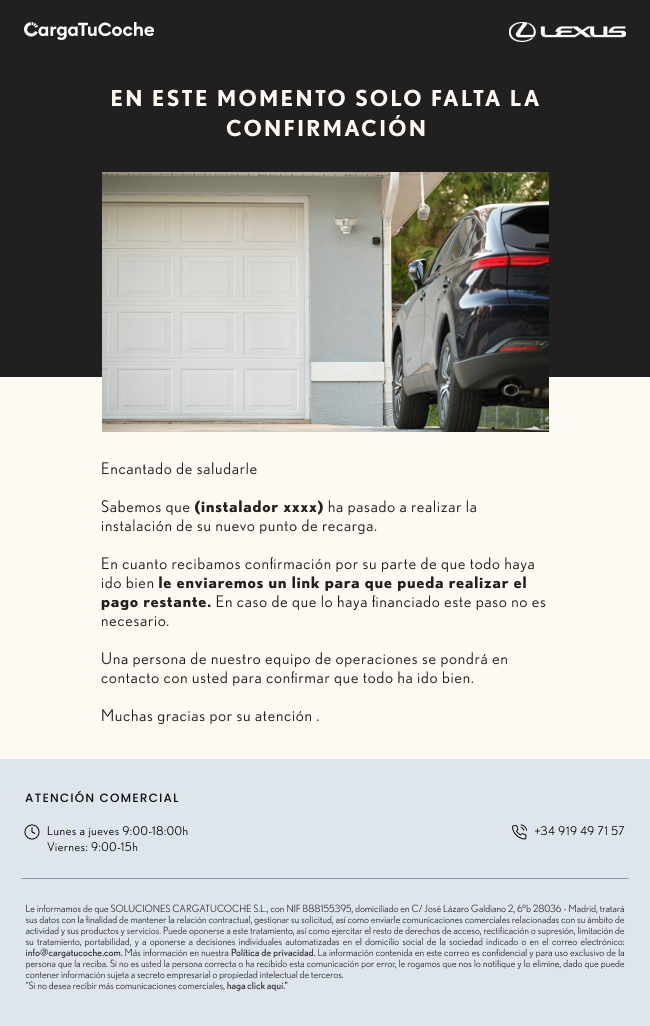 CargaTuCoche
LEXUS
EN ESTE MOMENTO SOLO FALTA LA
CONFIRMACIÓN
Encantado de saludarle
Sabemos que (instalador xxxx) ha pasado a realizar la
instalación de su nuevo punto de recarga.
En cuanto recibamos confirmación por su parte de que todo haya
ido bien le enviaremos un link para que pueda realizar el
pago restante. En caso de que lo haya financiado este paso no es
necesario.
Una persona de nuestro equipo de operaciones se pondrá en
contacto con usted para confirmar que todo ha ido bien.
Muchas gracias por su atención .
ATENCIÓN COMERCIAL
Lunes a jueves 9:00-18:00h
Viernes: 9:00-15h
+34 919 49 71 57
Le informamos de que SOLUCIONES CARGATUCOCHE S.L., con NIF B88155395, domiciliado en C/ José Lázaro Galdiano 2, 6ºb 28036 - Madrid, tratará
sus datos con la finalidad de mantener la relación contractual, gestionar su solicitud, así como enviarle comunicaciones comerciales relacionadas con su ámbito de
actividad y sus productos y servicios. Puede oponerse a este tratamiento, así como ejercitar el resto de derechos de acceso, rectificación o supresión, limitación de
su tratamiento, portabilidad, y a oponerse a decisiones individuales automatizadas en el domicilio social de la sociedad indicado o en el correo electrónico:
info@cargatucoche.com. Más información en nuestra Política de privacidad. La información contenida en este correo es confidencial y para uso exclusivo de la
persona que la reciba. Si no es usted la persona correcta o ha recibido esta comunicación por error, le rogamos que nos lo notifique y lo elimine, dado que puede
contener información sujeta a secreto empresarial o propiedad intelectual de terceros.
"Si no desea recibir más comunicaciones comerciales, haga click aquí."